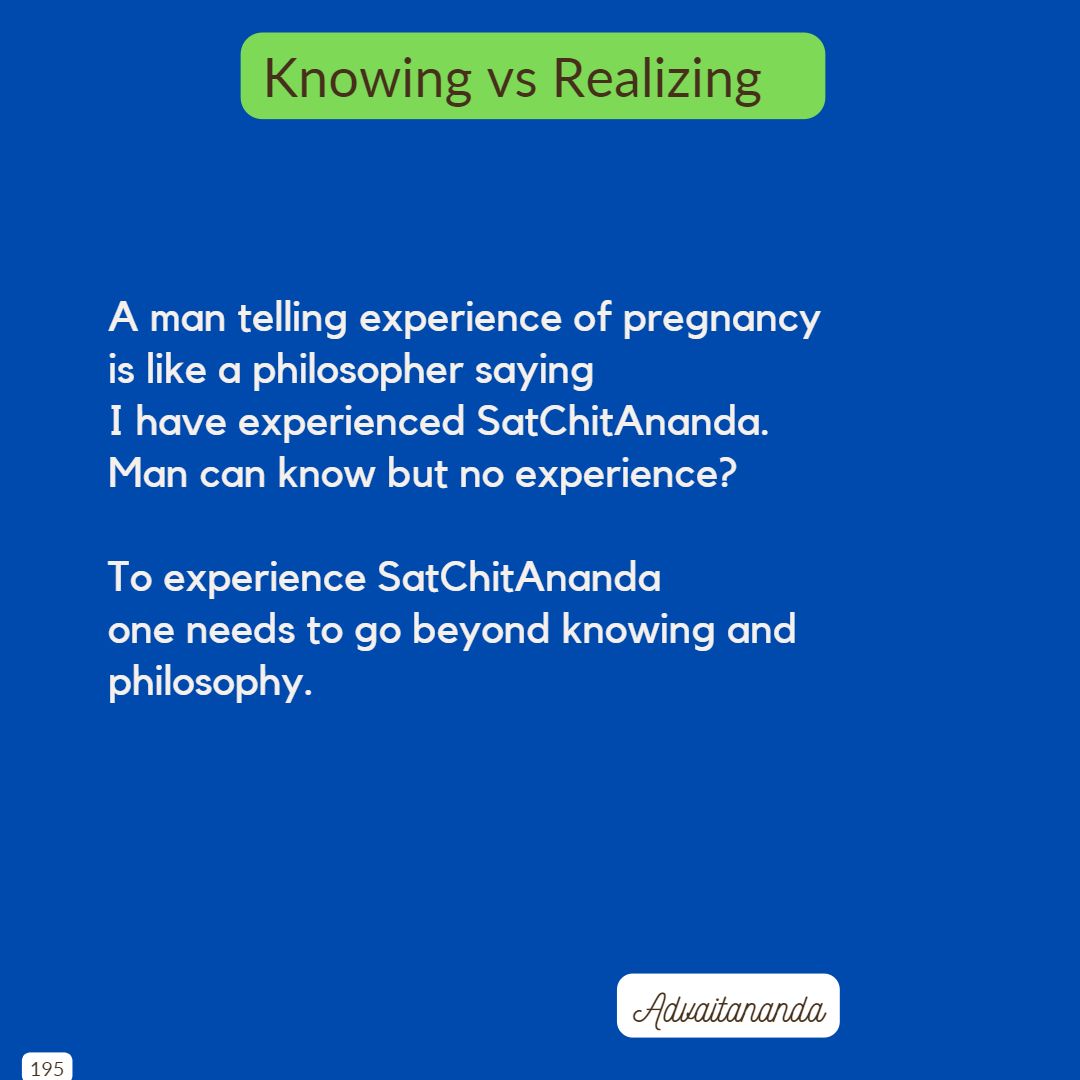 Knowing vs Realizing
A man telling experience of pregnancy
is like a philosopher saying
I have experienced SatChitAnanda.
Man can know but no experience?
To experience SatChitAnanda
one needs to go beyond knowing and
philosophy.
Advaitananda
195